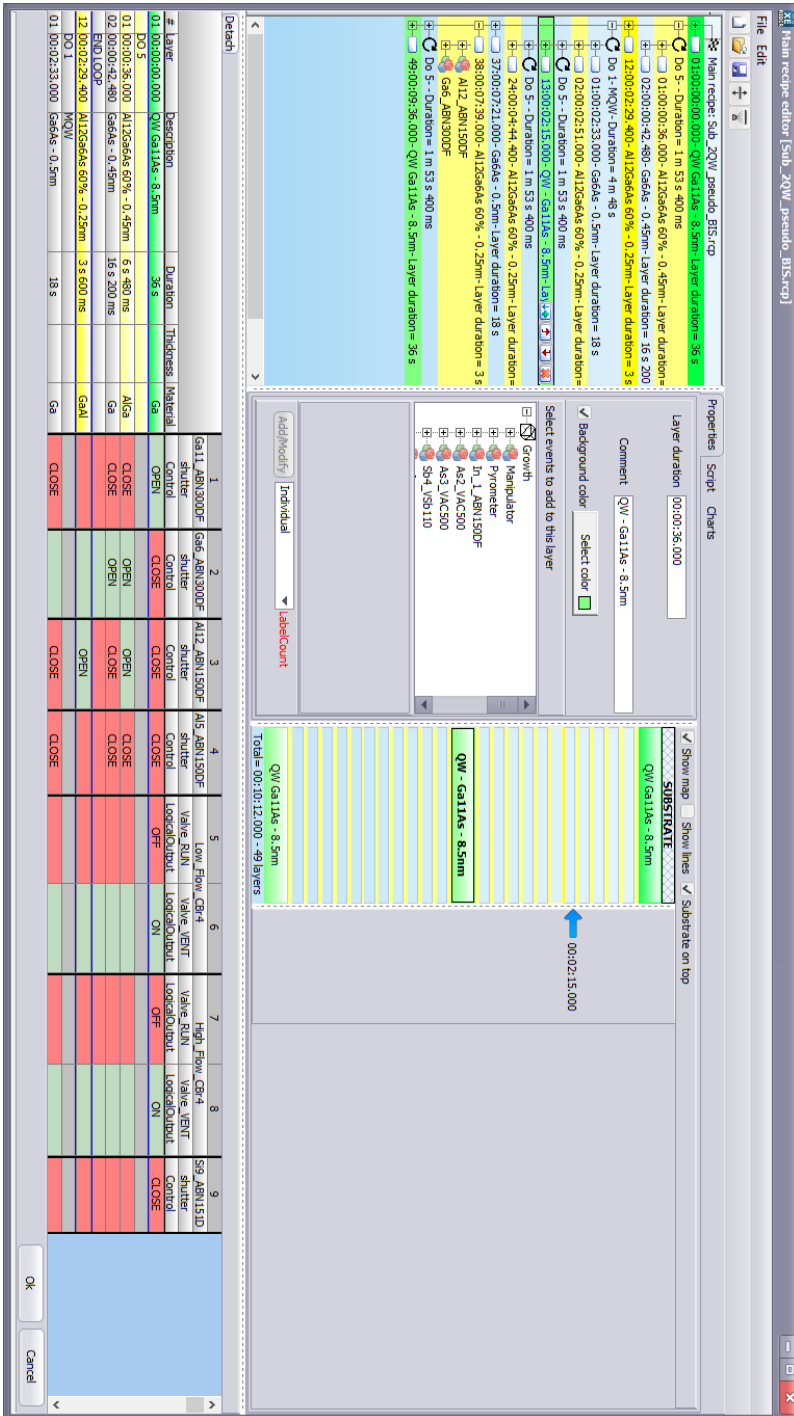 Main recipe editor [Sub_2QW_pseudo_BIS.rcp]
File Edit
Main recipe: Sub_2QW_pseudo_BIS.rcp
01:00:00:00.000- QW Ga11As - 8.5nm- Layer duration= 36 s
Do 5- - Duration= 1 m 53 s 400 ms
01:00:00:36.000- Al12Ga6As 60% - 0.45nm- Layer duration=
02:00:00:42.480- Ga6As - 0.45nm- Layer duration= 16 s 200
12:00:02:29.400- Al12Ga6As 60% - 0.25nm- Layer duration= 3 s
Do 1- MQW- Duration= 4 m 48 s
01:00:02:33.000- Ga6As - 0.5nm- Layer duration= 18 s
02:00:02:51.000- Al12Ga6As 60% - 0.25nm- Layer duration=
Do 5- - Duration= 1 m 53 s 400 ms
13:00:02:15.000- QW - Ga11As - 8.5nm- Lay
Do 5- - Duration= 1 m 53 s 400 ms
24:00:04:44.400- Al12Ga6As 60% - 0.25nm- Layer duration=
37:00:07:21.000- Ga6As - 0.5nm- Layer duration= 18 s
38:00:07:39.000- Al12Ga6As 60% - 0.25nm- Layer duration= 3 s
Al12_ABN150DF
Ga6_ABN300DF
Do 5- - Duration= 1 m 53 s 400 ms
49:00:09:36.000- QW Ga11As - 8.5nm- Layer duration= 36 s
Properties Script Charts
Layer duration 00:00:36.000
Comment QW - Ga11As - 8.5nm
Background color Select color
Select events to add to this layer
Growth
Manipulator
Pyrometer
In_1_ABN150DF
As2_VAC500
As3_VAC500
Sb4_VSb110
Add/Modify Individual LabelCount
Show map Show lines Substrate on top
SUBSTRATE
QW Ga11As - 8.5nm
00:02:15.000
QW - Ga11As - 8.5nm
QW Ga11As - 8.5nm
Total= 00:10:12.000 - 49 layers
Detach
1 2 3 4 5 6 7 8 9
# Layer Description Duration Thickness Material
Ga11_ABN300DF Ga6_ABN300DF Al12_ABN150DF Al5_ABN150DF Low_Flow_CBr4 High_Flow_CBr4 Si9_ABN151D
shutter shutter shutter shutter Valve_RUN Valve_VENT Valve_RUN Valve_VENT shutter
Control Control Control Control LogicalOutput LogicalOutput LogicalOutput LogicalOutput Control
01 00:00:00.000 QW Ga11As - 8.5nm 36 s Ga OPEN CLOSE CLOSE CLOSE OFF ON OFF ON CLOSE
DO 5
01 00:00:36.000 Al12Ga6As 60% - 0.45nm 6 s 480 ms AlGa CLOSE OPEN OPEN CLOSE
02 00:00:42.480 Ga6As - 0.45nm 16 s 200 ms Ga CLOSE OPEN CLOSE CLOSE
END LOOP
12 00:02:29.400 Al12Ga6As 60% - 0.25nm 3 s 600 ms GaAl OPEN
DO 1 MQW
01 00:02:33.000 Ga6As - 0.5nm 18 s Ga CLOSE CLOSE CLOSE
Ok Cancel